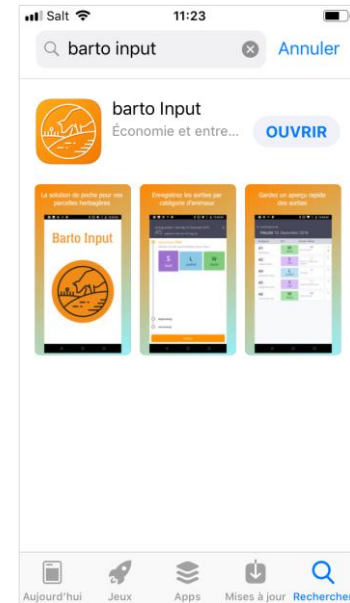 Salt
11:23
barto input
Annuler
barto Input
Économie et entre...
OUVRIR
La solution de poche pour vos
parcelles herbagères
Barto Input
Enregistrez les sorties par
catégorie d'animaux
S
L
W
Gardez un aperçu rapide
des sorties
Aujourd'hui
Jeux
Apps
Mises à jour
Rechercher